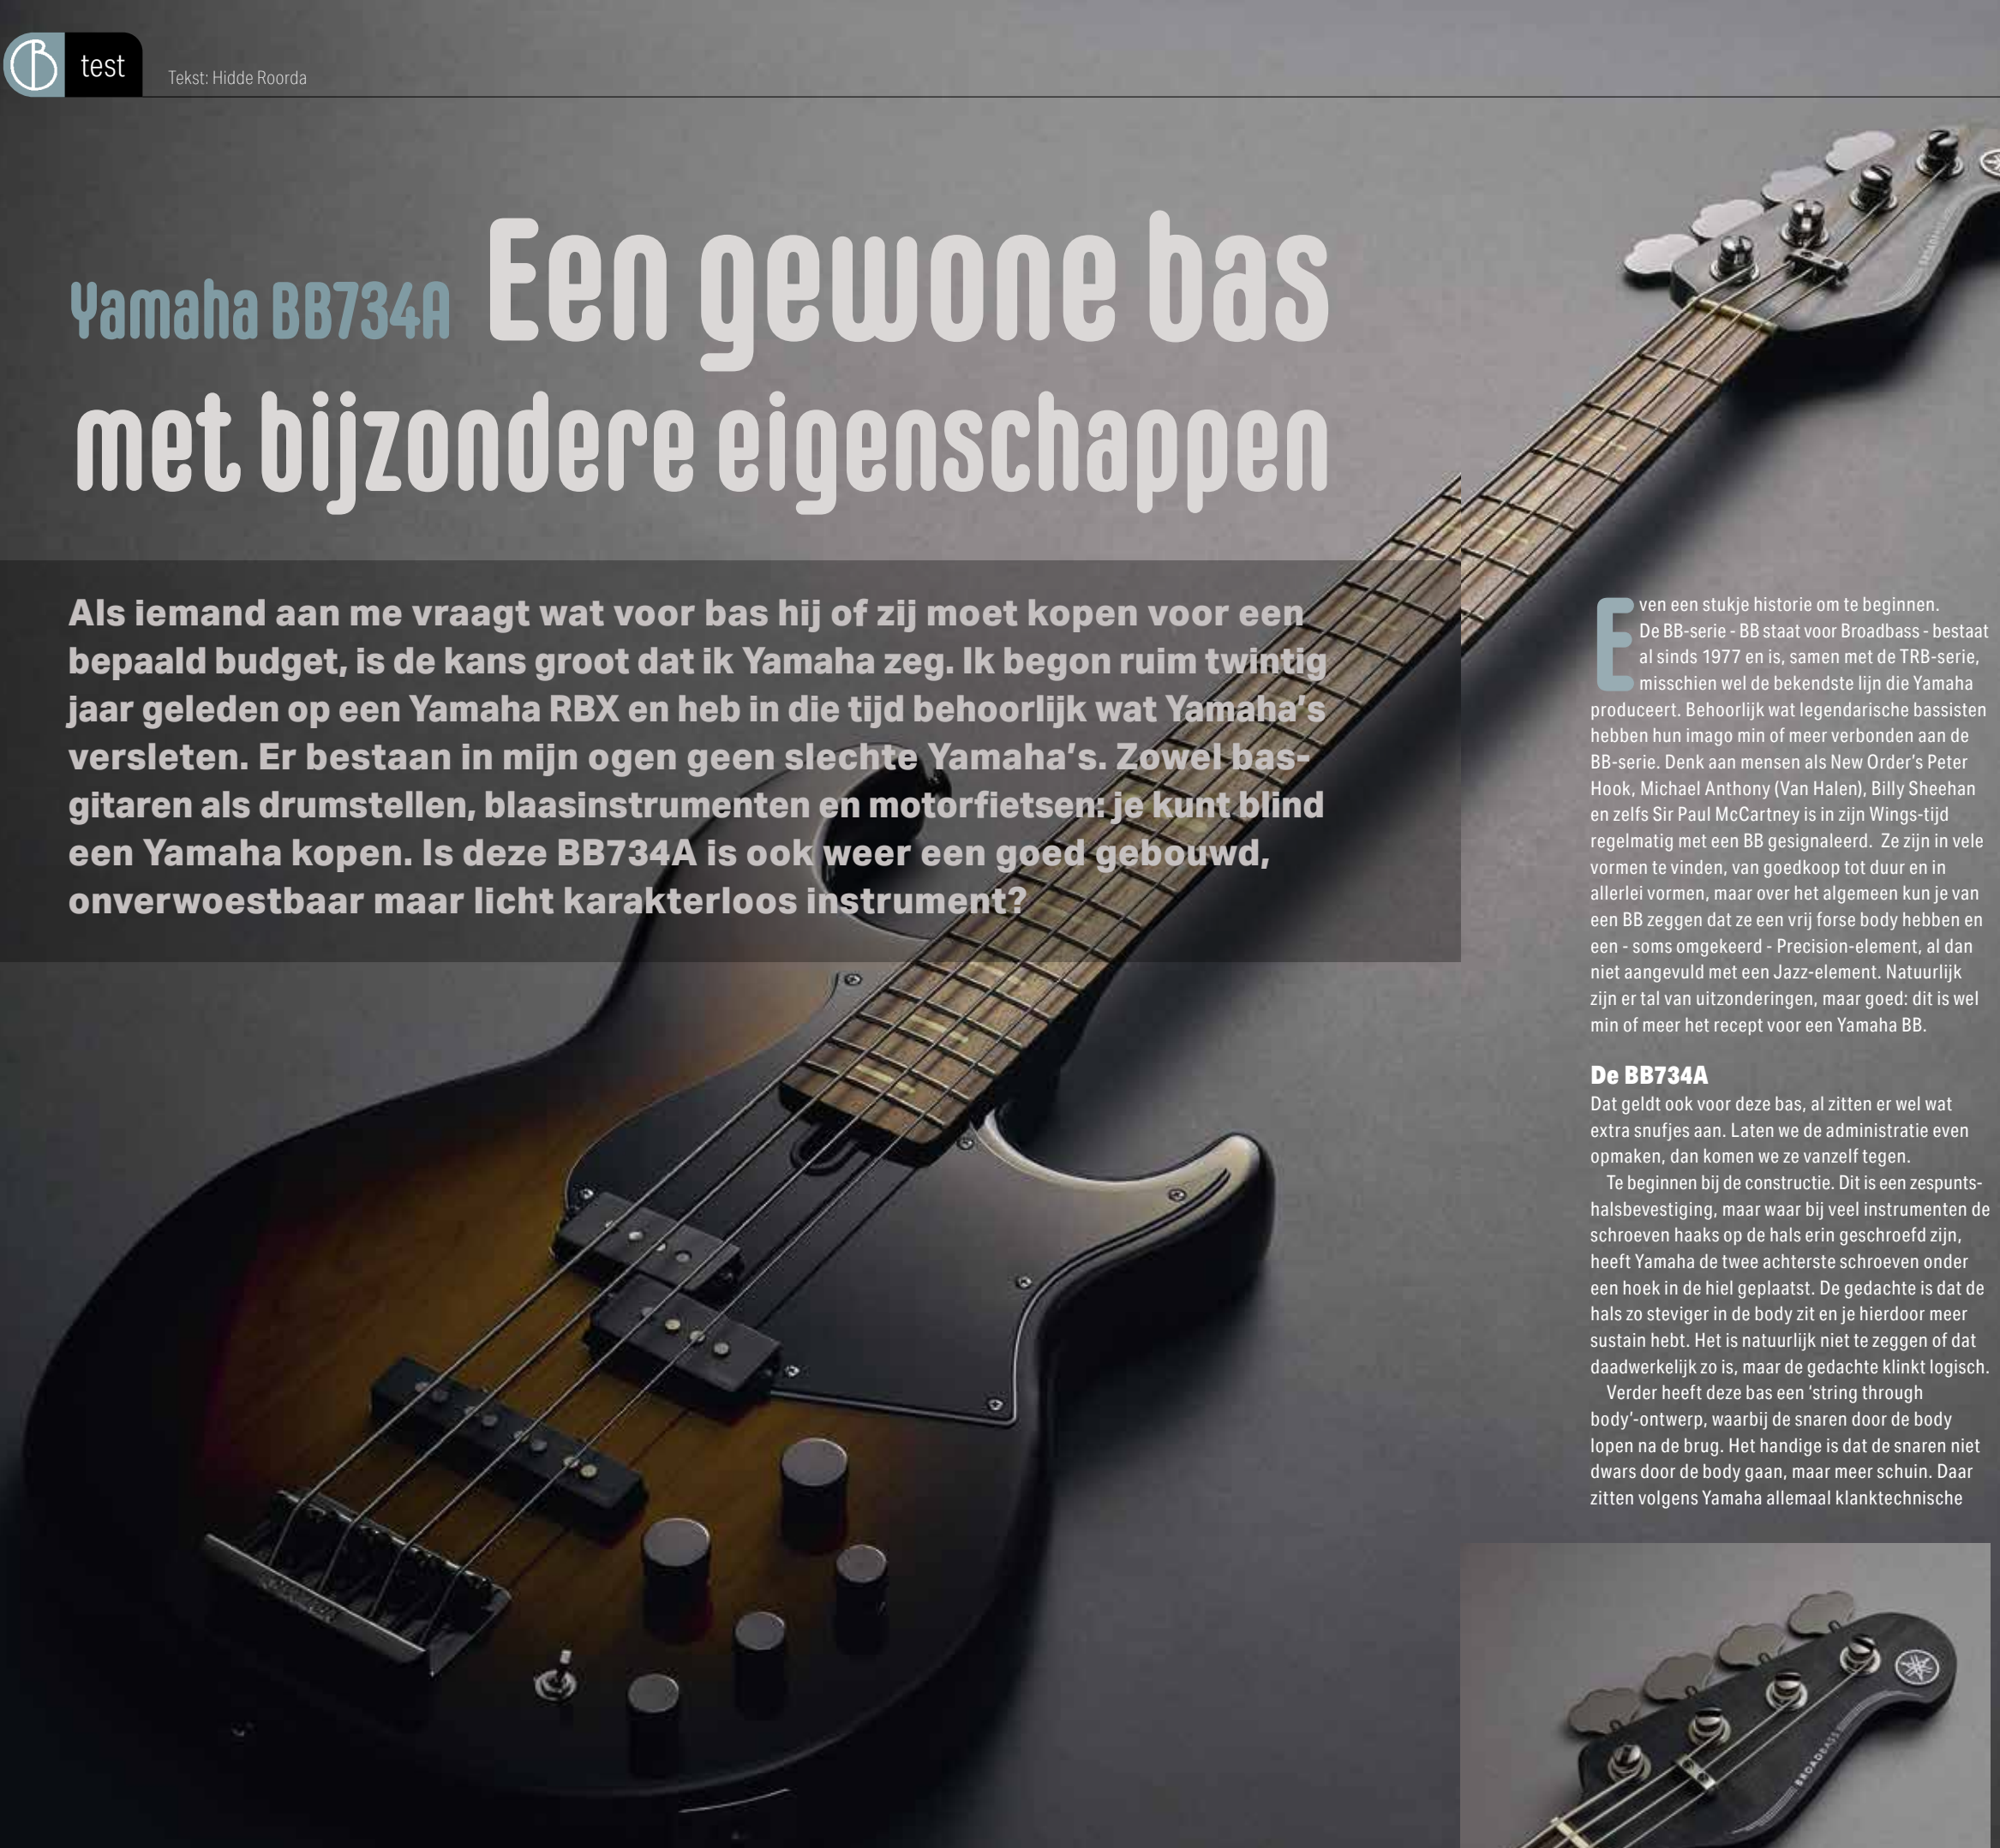 test
Tekst: Hidde Roorda
Yamaha BB734A Een gewone bas
met bijzondere eigenschappen
Als iemand aan me vraagt wat voor bas hij of zij moet kopen voor een
bepaald budget, is de kans groot dat ik Yamaha zeg. Ik begon ruim twintig
jaar geleden op een Yamaha RBX en heb in die tijd behoorlijk wat Yamaha’s
versleten. Er bestaan in mijn ogen geen slechte Yamaha’s. Zowel bas-
gitaren als drumstellen, blaasinstrumenten en motorfietsen: je kunt blind
een Yamaha kopen. Is deze BB734A is ook weer een goed gebouwd,
onverwoestbaar maar licht karakterloos instrument?
Even een stukje historie om te beginnen.
De BB-serie - BB staat voor Broadbass - bestaat
al sinds 1977 en is, samen met de TRB-serie,
misschien wel de bekendste lijn die Yamaha
produceert. Behoorlijk wat legendarische bassisten
hebben hun imago min of meer verbonden aan de
BB-serie. Denk aan mensen als New Order’s Peter
Hook, Michael Anthony (Van Halen), Billy Sheehan
en zelfs Sir Paul McCartney is in zijn Wings-tijd
regelmatig met een BB gesignaleerd. Ze zijn in vele
vormen te vinden, van goedkoop tot duur en in
allerlei vormen, maar over het algemeen kun je van
een BB zeggen dat ze een vrij forse body hebben en
een - soms omgekeerd - Precision-element, al dan
niet aangevuld met een Jazz-element. Natuurlijk
zijn er tal van uitzonderingen, maar goed: dit is wel
min of meer het recept voor een Yamaha BB.
De BB734A
Dat geldt ook voor deze bas, al zitten er wel wat
extra snufjes aan. Laten we de administratie even
opmaken, dan komen we ze vanzelf tegen.
Te beginnen bij de constructie. Dit is een zespunts-
halsbevestiging, maar waar bij veel instrumenten de
schroeven haaks op de hals erin geschroefd zijn,
heeft Yamaha de twee achterste schroeven onder
een hoek in de hiel geplaatst. De gedachte is dat de
hals zo steviger in de body zit en je hierdoor meer
sustain hebt. Het is natuurlijk niet te zeggen of dat
daadwerkelijk zo is, maar de gedachte klinkt logisch.
Verder heeft deze bas een ‘string through
body’-ontwerp, waarbij de snaren door de body
lopen na de brug. Het handige is dat de snaren niet
dwars door de body gaan, maar meer schuin. Daar
zitten volgens Yamaha allemaal klanktechnische
BROADBASS